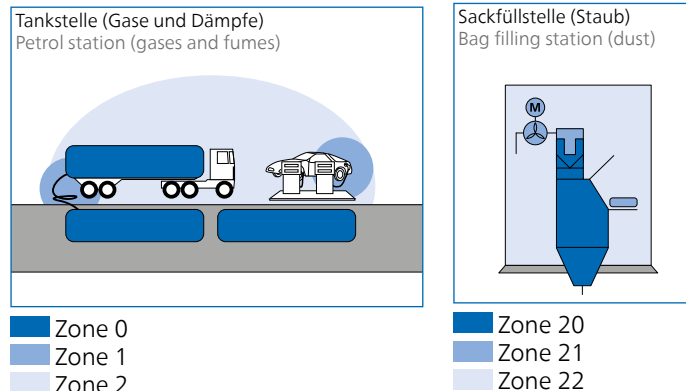 Tankstelle (Gase und Dämpfe)
Petrol station (gases and fumes)
Zone 0
Zone 1
Zone 2
Sackfüllstelle (Staub)
Bag filling station (dust)
M
Zone 20
Zone 21
Zone 22